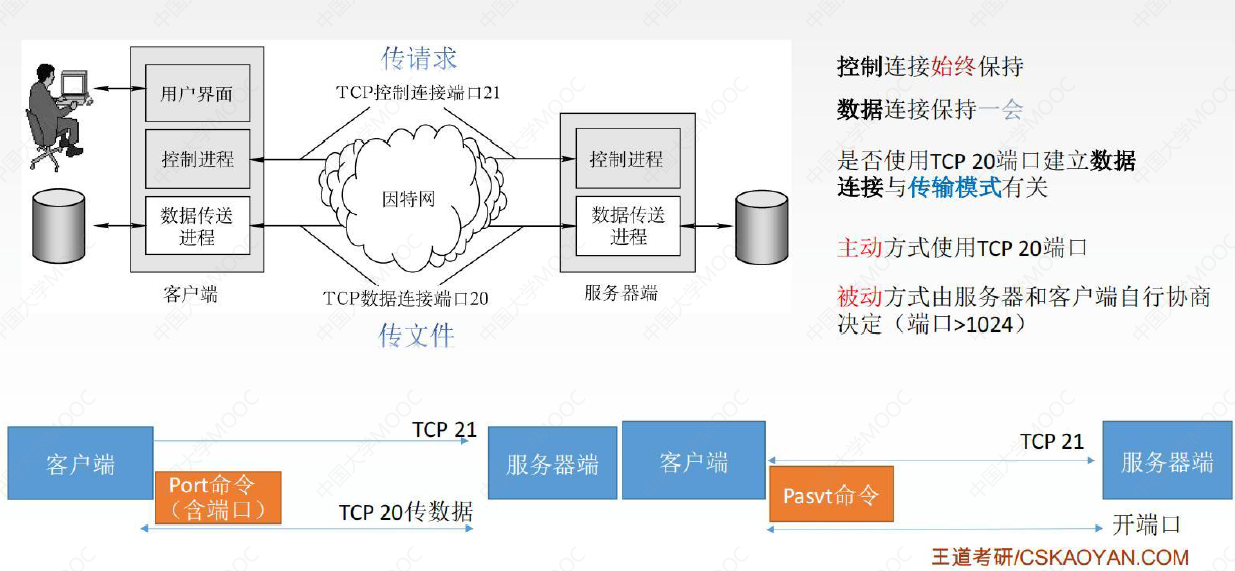 传请求
TCP控制连接端口21
用户界面
控制进程
数据传送
进程
客户端
因特网
控制进程
数据传送
进程
服务器端
TCP数据连接端口20
传文件
控制连接始终保持
数据连接保持一会
是否使用TCP 20端口建立数据
连接与传输模式有关
主动方式使用TCP 20端口
被动方式由服务器和客户端自行协商
决定（端口>1024）
客户端
TCP 21
Port命令
（含端口）
TCP 20传数据
服务器端
客户端
TCP 21
Pasvt命令
开端口
服务器端
王道考研/CSKAOYAN.COM
中国大学MOOC